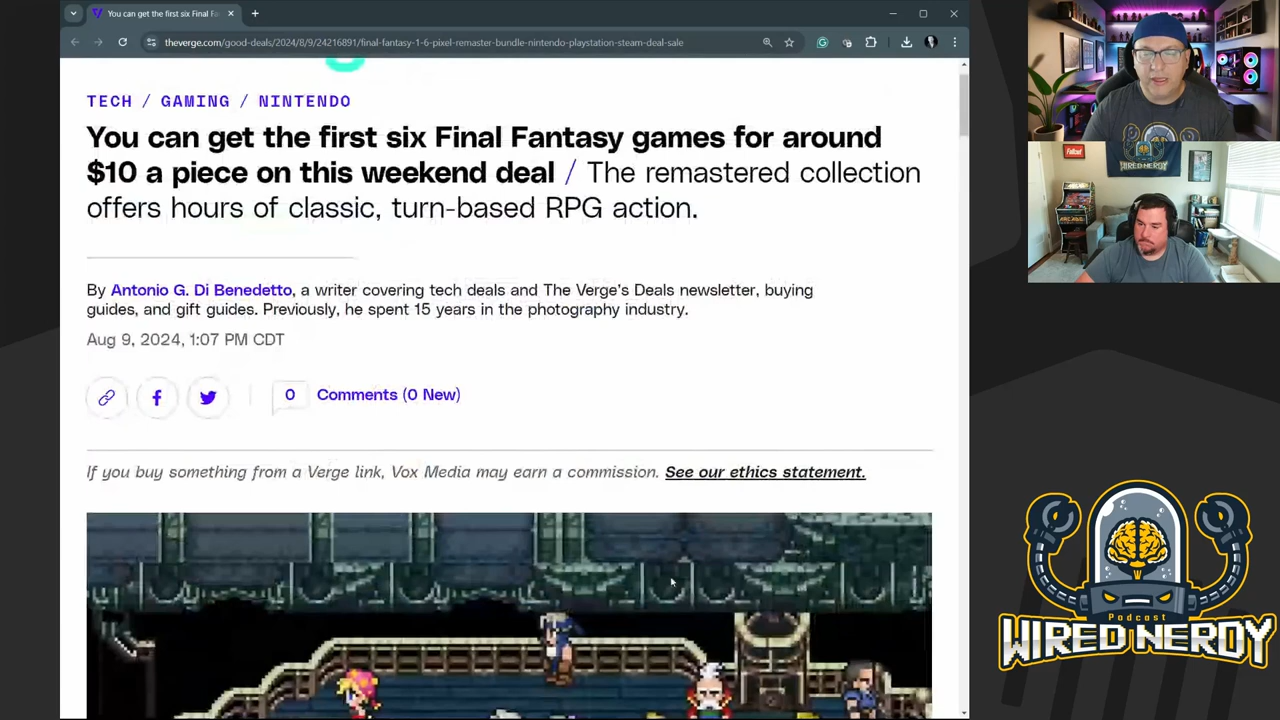 You can get the first six Final Fa
theverge.com/good-deals/2024/8/9/24216891/final-fantasy-1-6-pixel-remaster-bundle-nintendo-playstation-steam-deal-sale
TECH / GAMING / NINTENDO
You can get the first six Final Fantasy games for around
$10 a piece on this weekend deal / The remastered collection
offers hours of classic, turn-based RPG action.
By Antonio G. Di Benedetto, a writer covering tech deals and The Verge's Deals newsletter, buying
guides, and gift guides. Previously, he spent 15 years in the photography industry.
Aug 9, 2024, 1:07 PM CDT
0 Comments (0 New)
If you buy something from a Verge link, Vox Media may earn a commission. See our ethics statement.
WIRED NERDY
Fallout
Podcast
WIRED NERDY